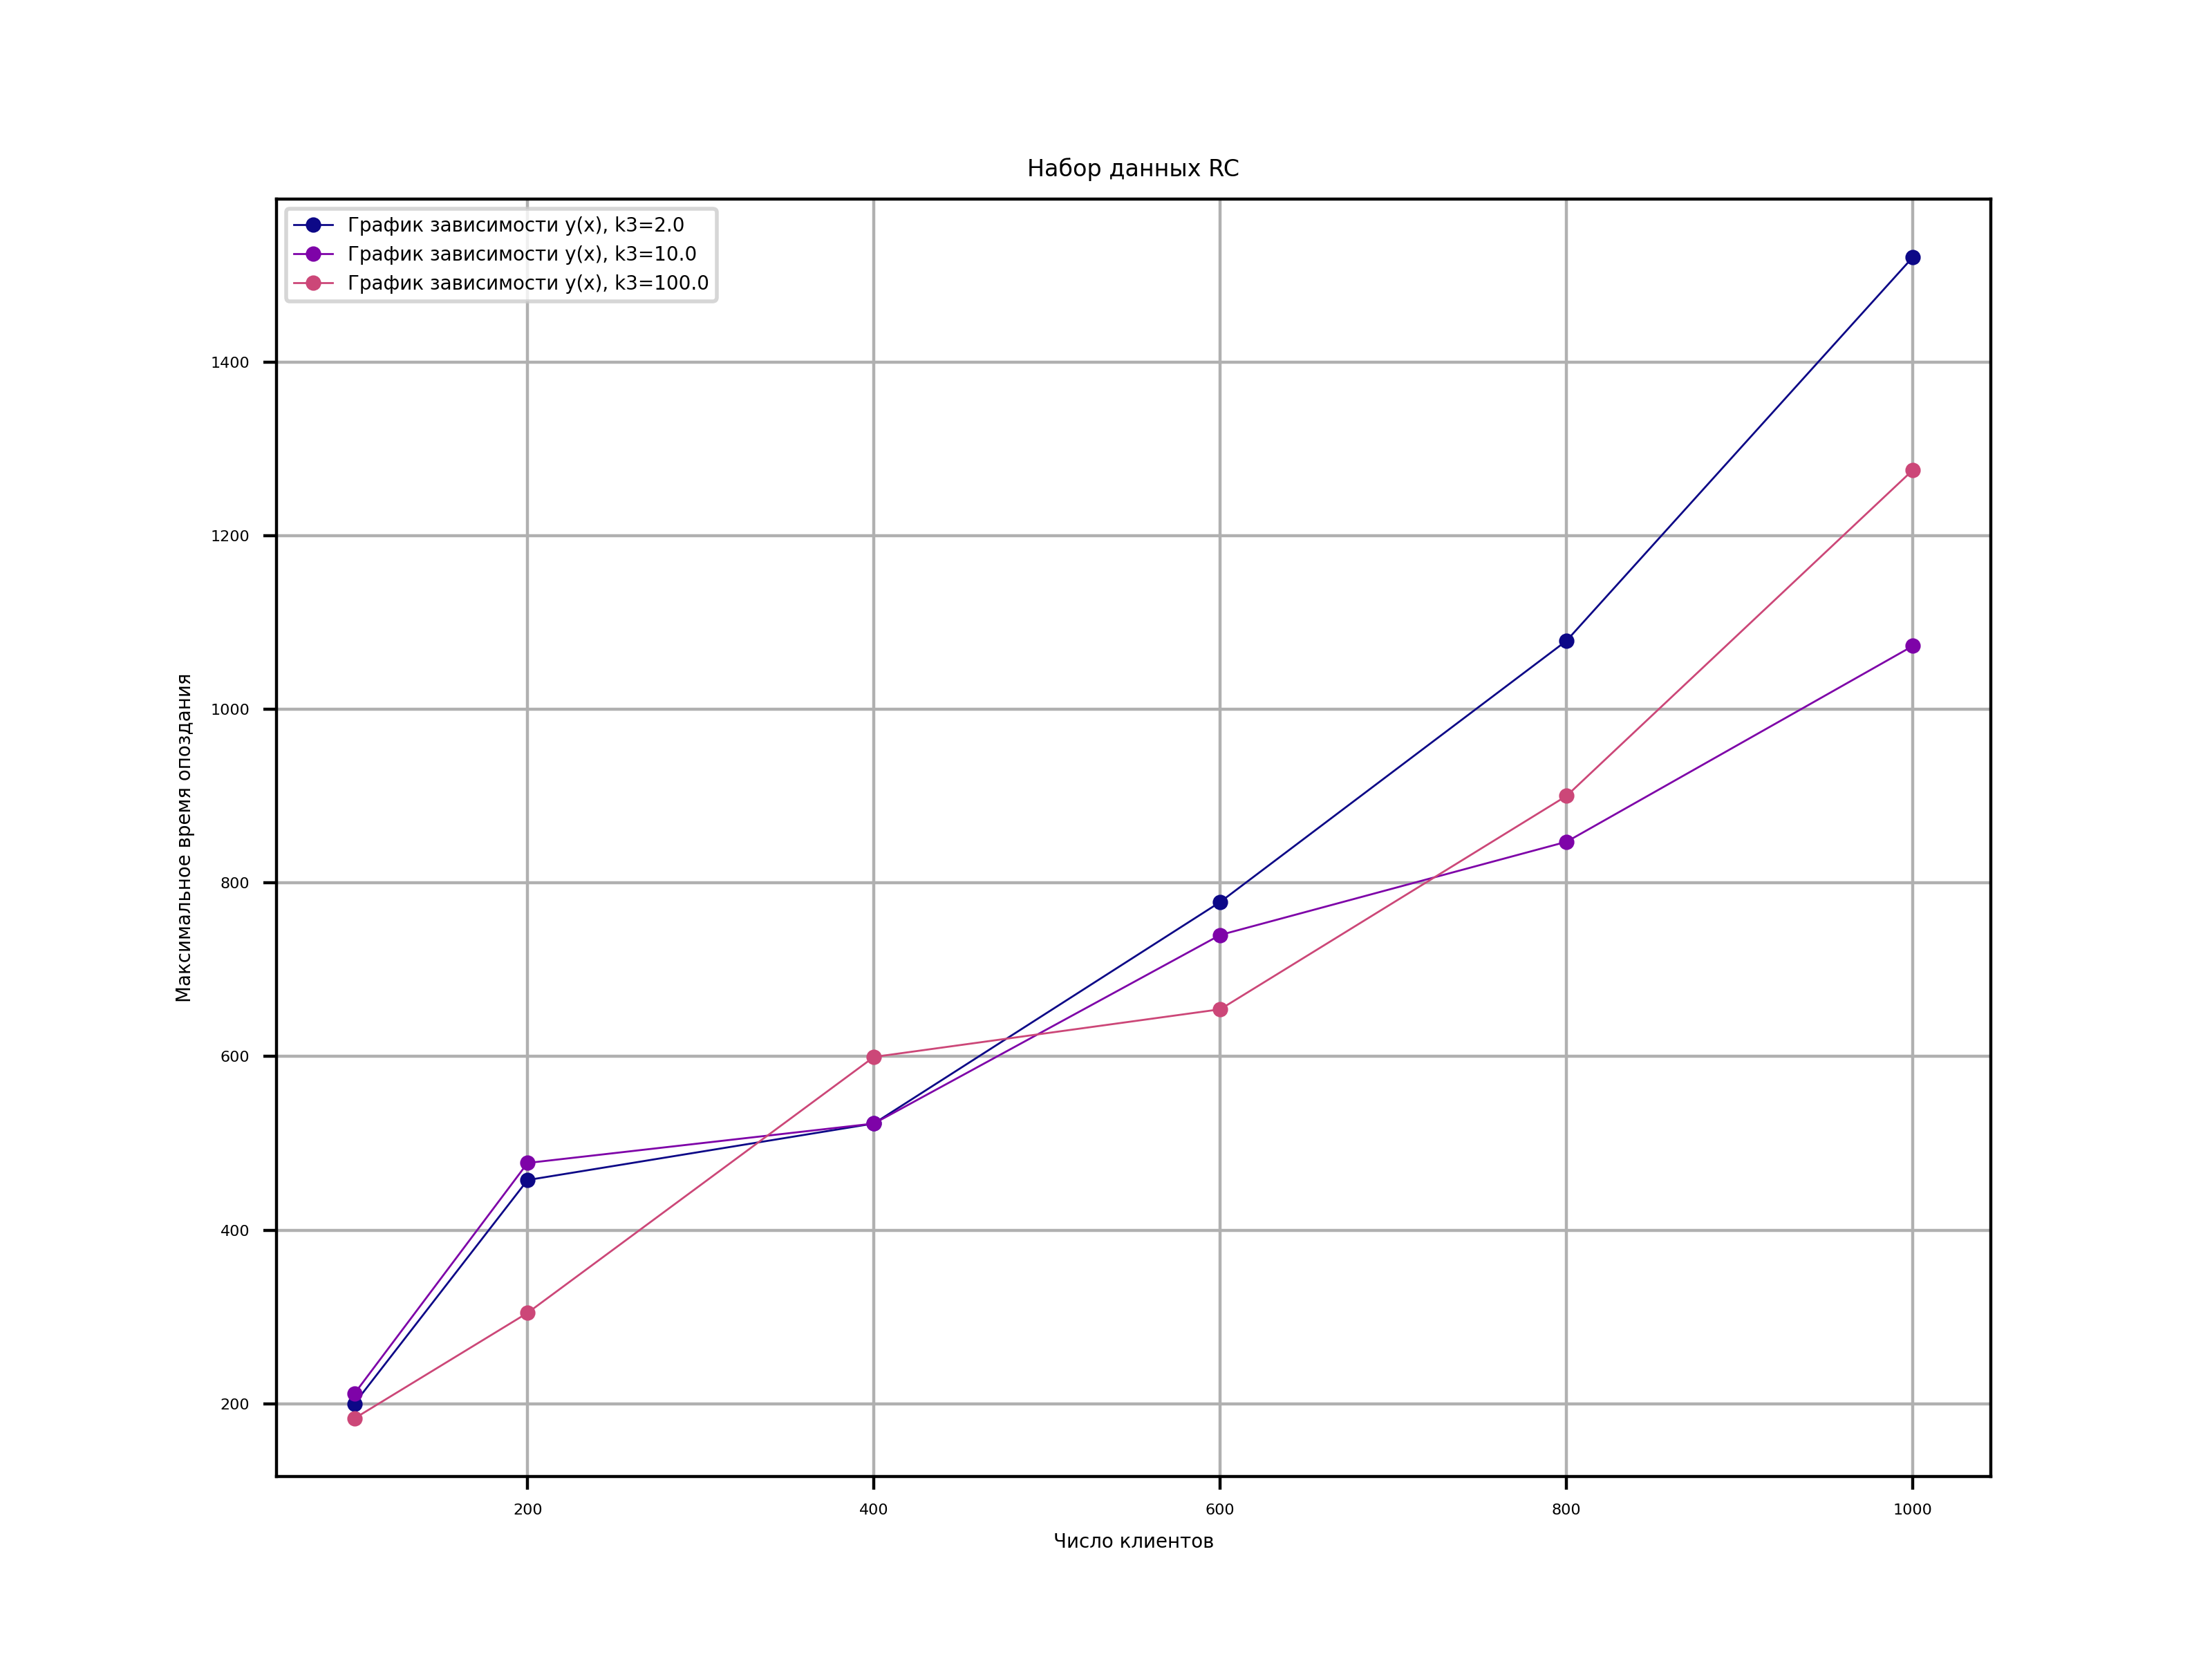 Набор данных RC
График зависимости y(x), k3=2.0
График зависимости y(x), k3=10.0
График зависимости y(x), k3=100.0
1400
1200
1000
800
600
400
200
Максимальное время опоздания
200 400 600 800 1000
Число клиентов